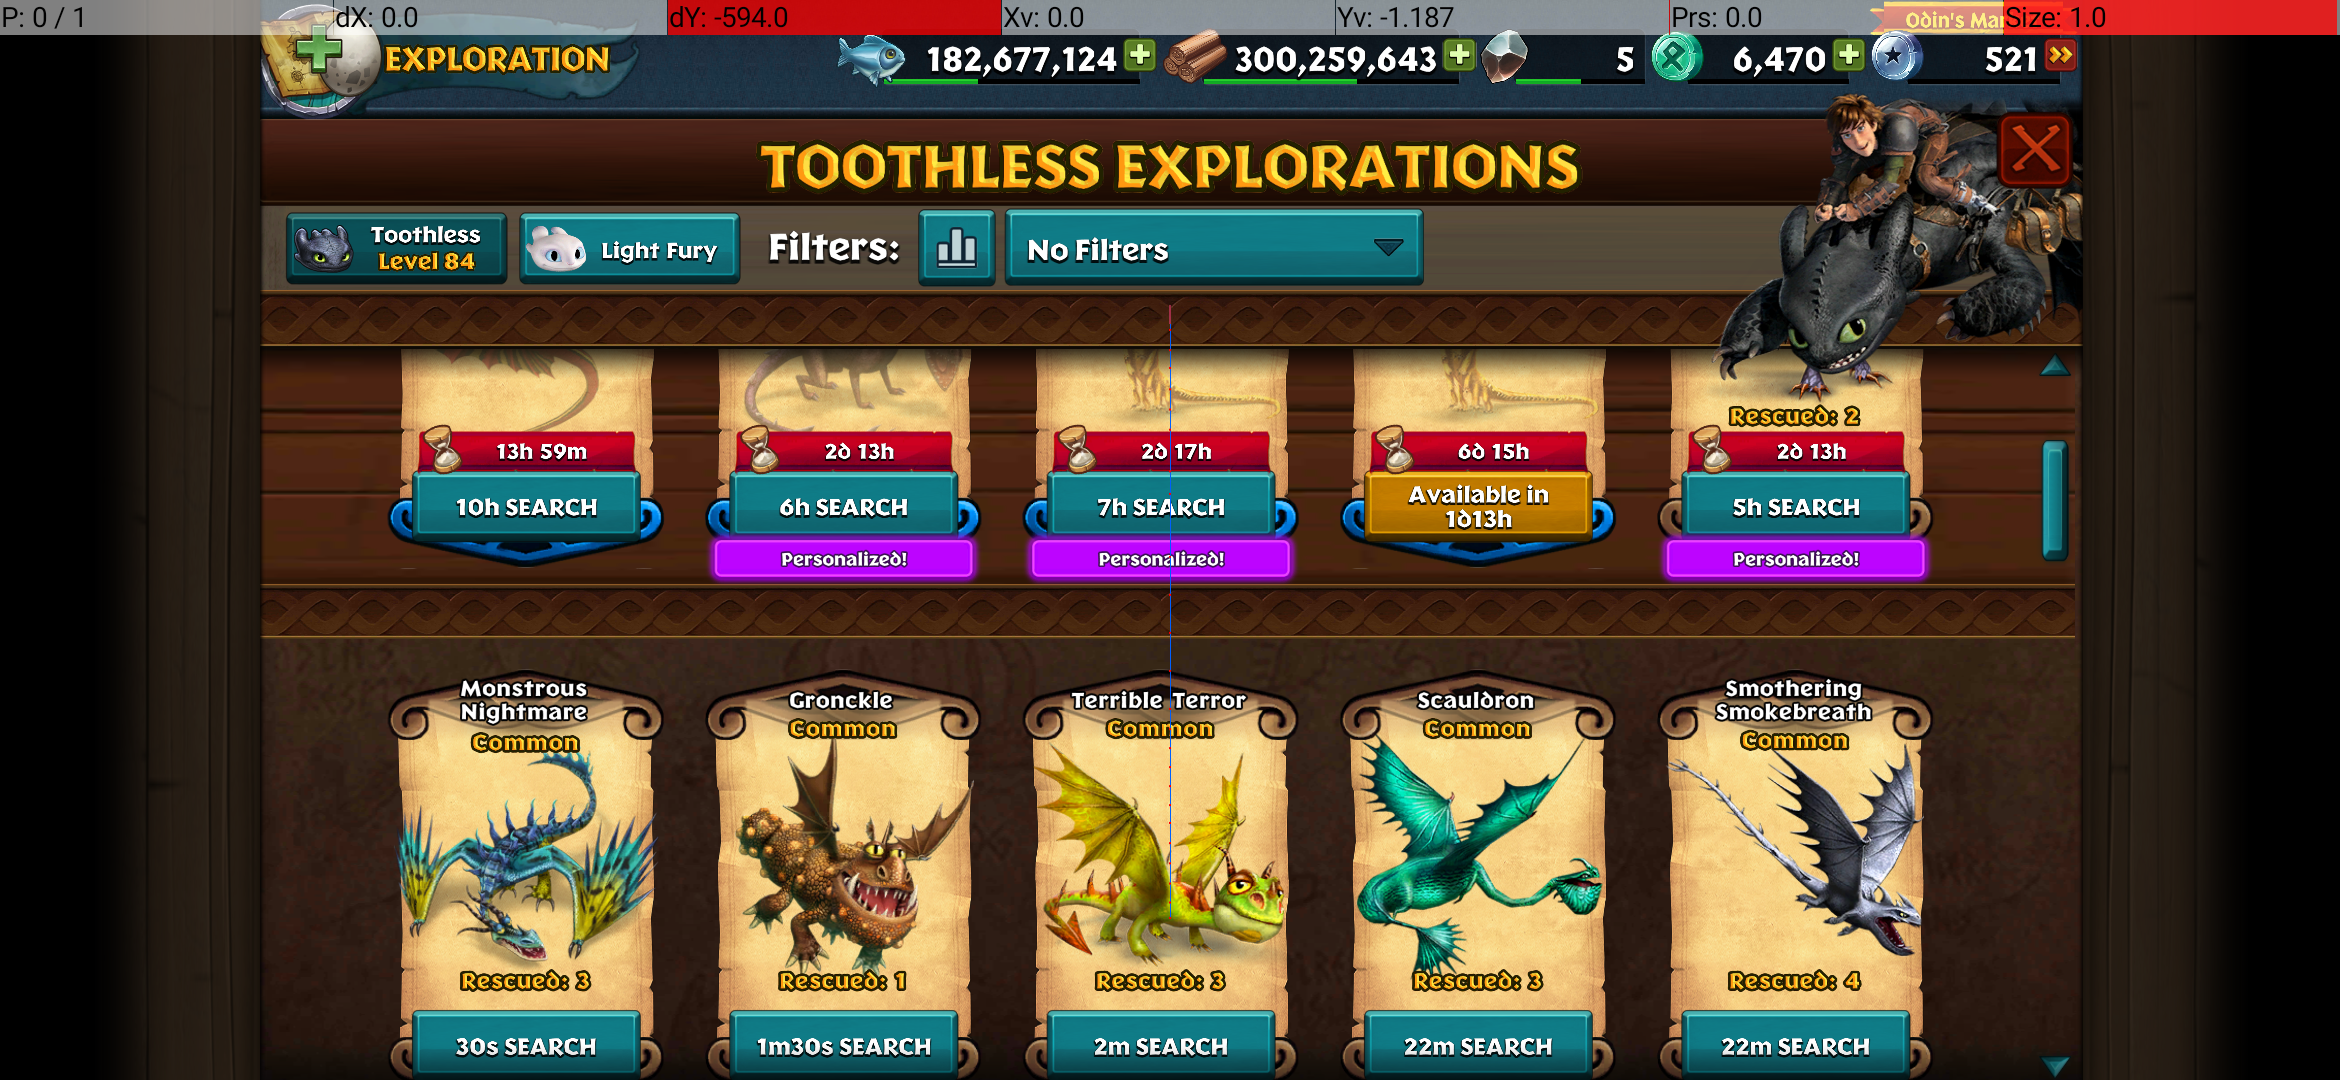 P: 0 / 1
dX: 0.0
dY: -594.0
Xv: 0.0
Yv: -1.187
Prs: 0.0
Size: 1.0
Odin's
EXPLORATION
182,677,124
300,259,643
5
6,470
521
TOOTHLESS EXPLORATIONS
Toothless
Level 84
Light Fury
Filters:
No Filters
Rescued: 2
13h 59m
2d 13h
2d 17h
6d 15h
2d 13h
10h SEARCH
6h SEARCH
7h SEARCH
Available in
1d13h
5h SEARCH
Personalized!
Personalized!
Personalized!
Monstrous
Nightmare
Common
Gronckle
Common
Terrible Terror
Common
Scauldron
Common
Smothering
Smokebreath
Common
Rescued: 3
Rescued: 1
Rescued: 3
Rescued: 3
Rescued: 4
30s SEARCH
1m30s SEARCH
2m SEARCH
22m SEARCH
22m SEARCH